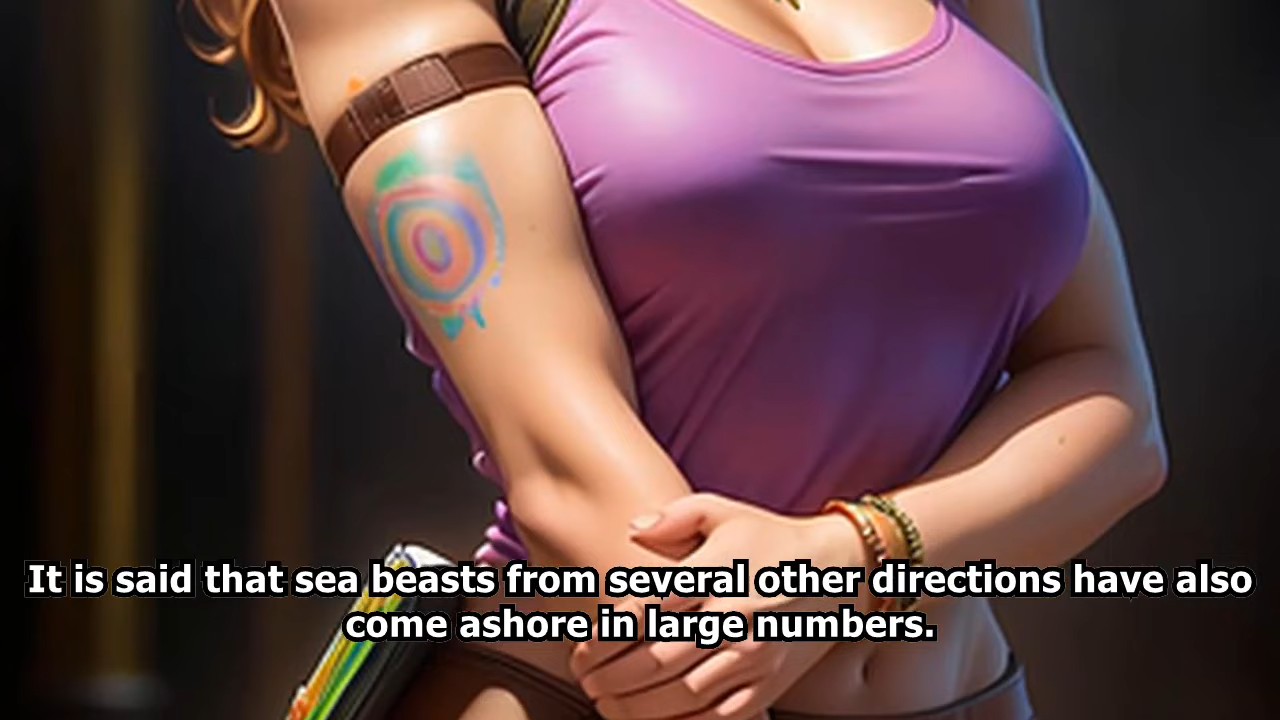 It is said that sea beasts from several other directions have also
come ashore in large numbers.